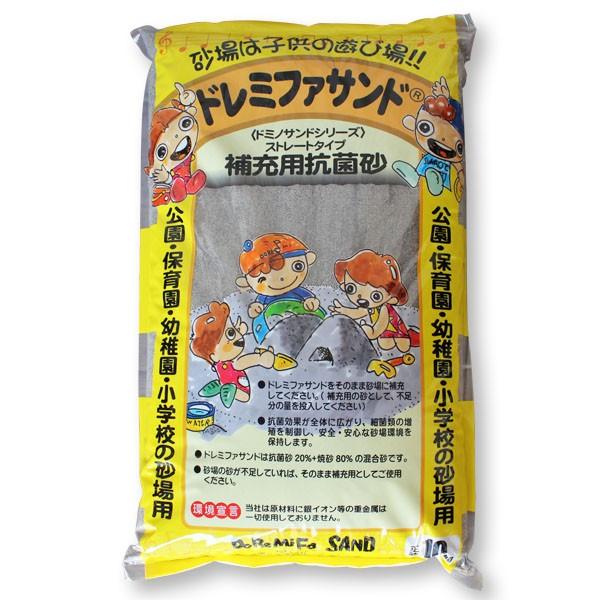 砂場は子供の遊び場!!
ドレミファサンド®
〈ドミノサンドシリーズ〉
ストレートタイプ
補充用抗菌砂
公園・保育園・幼稚園・小学校の砂場用
公園・保育園・幼稚園・小学校の砂場用
●ドレミファサンドをそのまま砂場に補充
してください。（補充用の砂として、不足
分の量を投入してください）
●抗菌効果が全体に広がり、細菌類の増
殖を制御し、安全・安心な砂場環境を
保持します。
●ドレミファサンドは抗菌砂20%+焼砂80%の混合砂です。
●砂場の砂が不足していれば、そのまま補充用としてご使用
ください。
WATER
環境宣言
当社は原材料に銀イオン等の重金属は
一切使用しておりません。
DoReMiFa SAND
10